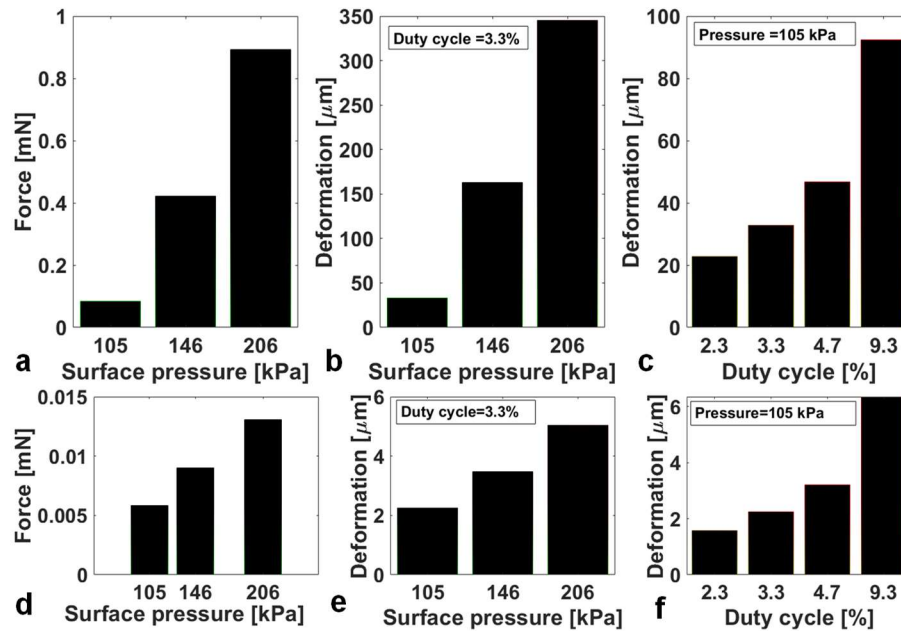 1
0.8
0.6
0.4
0.2
0
Force [mN]
105 146 206
Surface pressure [kPa]
a
350
300
250
200
150
100
50
0
Deformation [μm]
Duty cycle =3.3%
105 146 206
Surface pressure [kPa]
b
100
80
60
40
20
0
Deformation [μm]
Pressure =105 kPa
2.3 3.3 4.7 9.3
Duty cycle [%]
c
0.015
0.01
0.005
0
Force [mN]
105 146 206
Surface pressure [kPa]
d
6
4
2
0
Deformation [μm]
Duty cycle=3.3%
105 146 206
Surface pressure [kPa]
e
6
4
2
0
Deformation [μm]
Pressure=105 kPa
2.3 3.3 4.7 9.3
Duty cycle [%]
f